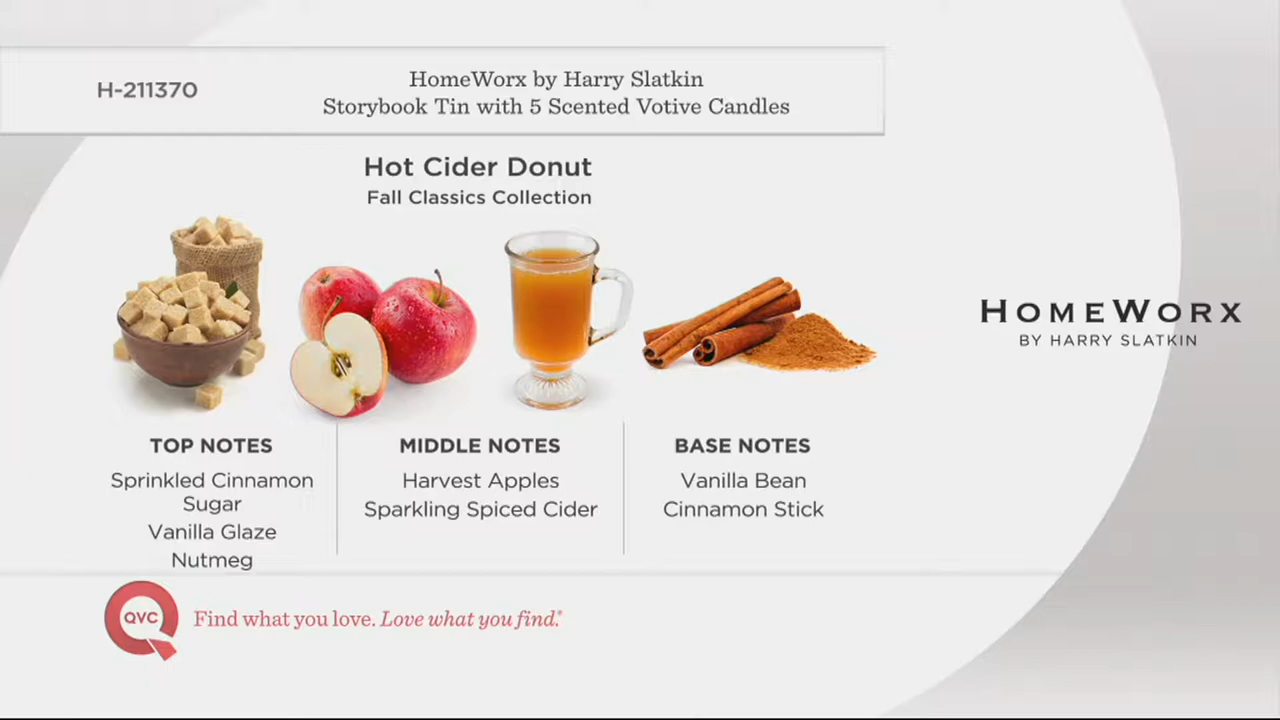 H-211370
HomeWorx by Harry Slatkin
Storybook Tin with 5 Scented Votive Candles
Hot Cider Donut
Fall Classics Collection
HOMEWORX
BY HARRY SLATKIN
TOP NOTES
Sprinkled Cinnamon
Sugar
Vanilla Glaze
Nutmeg
MIDDLE NOTES
Harvest Apples
Sparkling Spiced Cider
BASE NOTES
Vanilla Bean
Cinnamon Stick
QVC
Find what you love. Love what you find.®